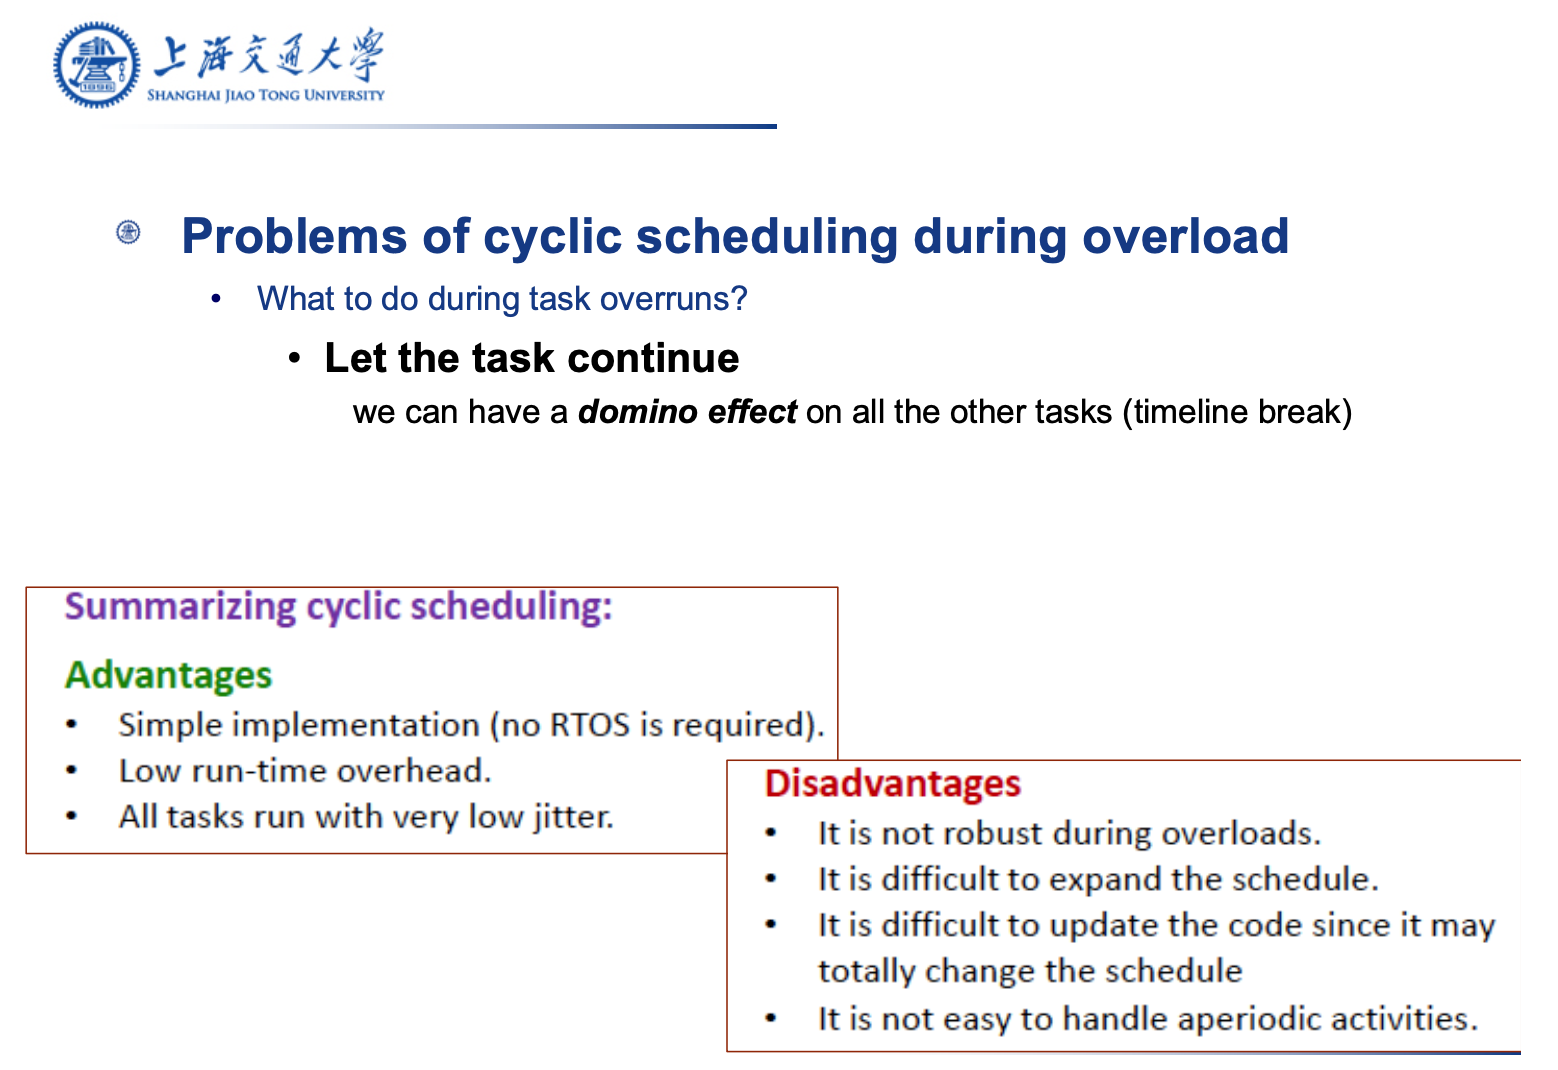 上海交通大学
SHANGHAI JIAO TONG UNIVERSITY
1896
Problems of cyclic scheduling during overload
• What to do during task overruns?
• Let the task continue
we can have a domino effect on all the other tasks (timeline break)
Summarizing cyclic scheduling:
Advantages
• Simple implementation (no RTOS is required).
• Low run-time overhead.
• All tasks run with very low jitter.
Disadvantages
• It is not robust during overloads.
• It is difficult to expand the schedule.
• It is difficult to update the code since it may
totally change the schedule
• It is not easy to handle aperiodic activities.